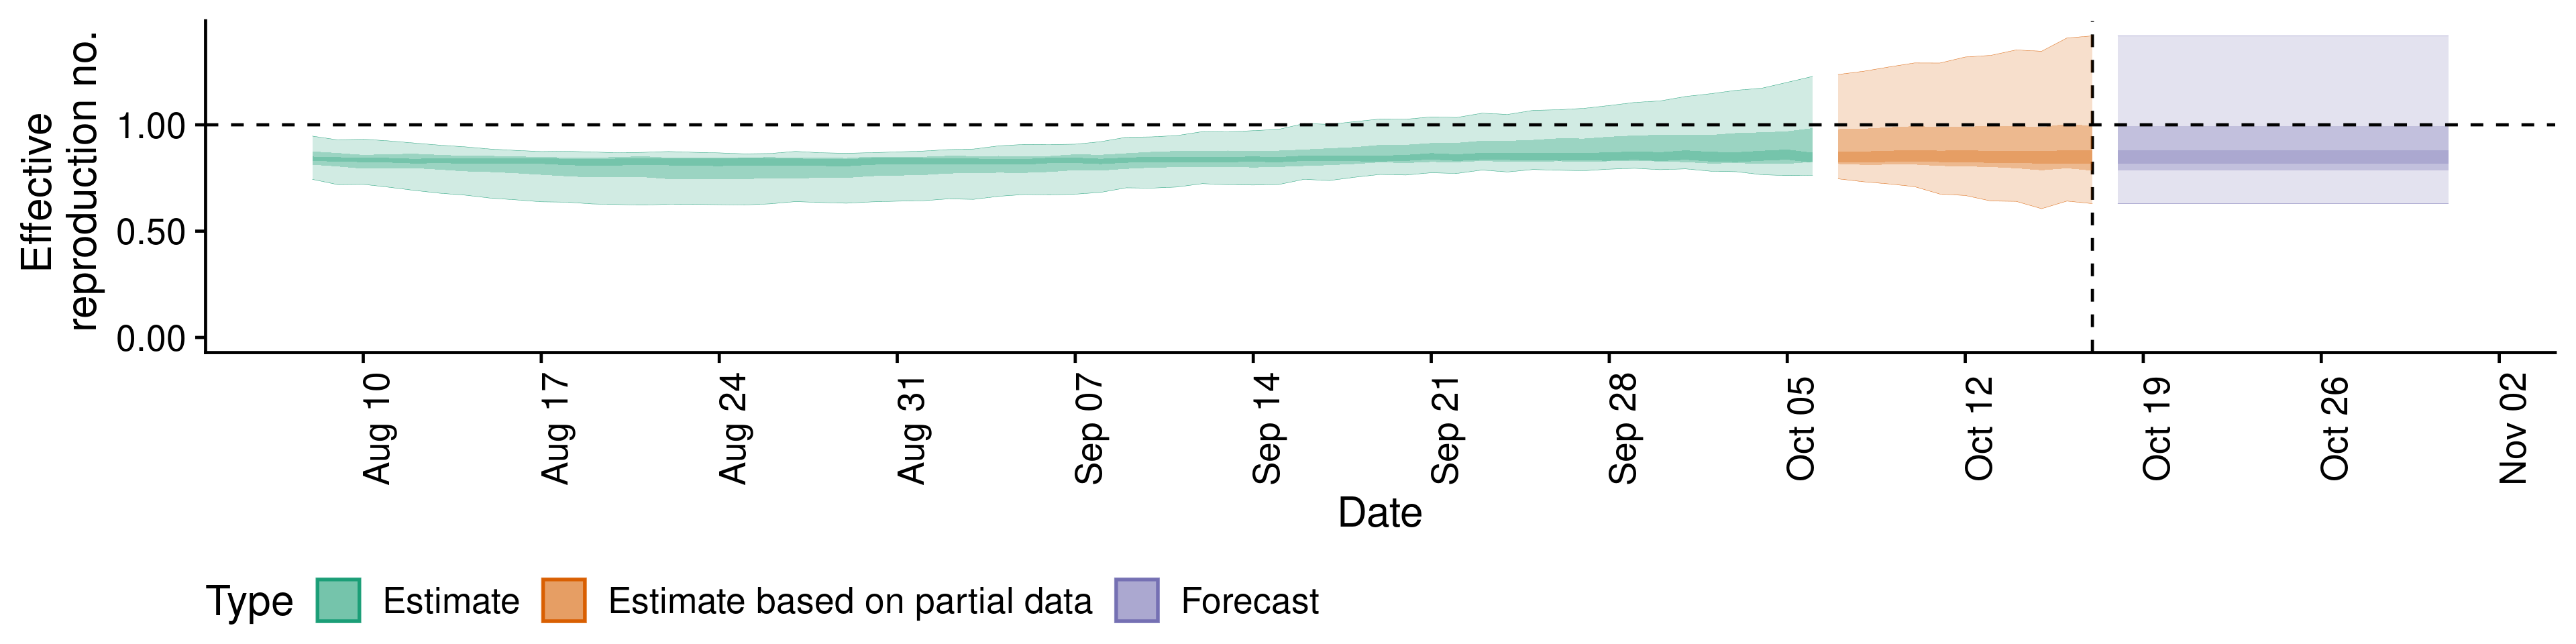 Effective
reproduction no.
1.00
0.50
0.00
Aug 10
Aug 17
Aug 24
Aug 31
Sep 07
Sep 14
Sep 21
Sep 28
Oct 05
Oct 12
Oct 19
Oct 26
Nov 02
Date
Type Estimate Estimate based on partial data Forecast